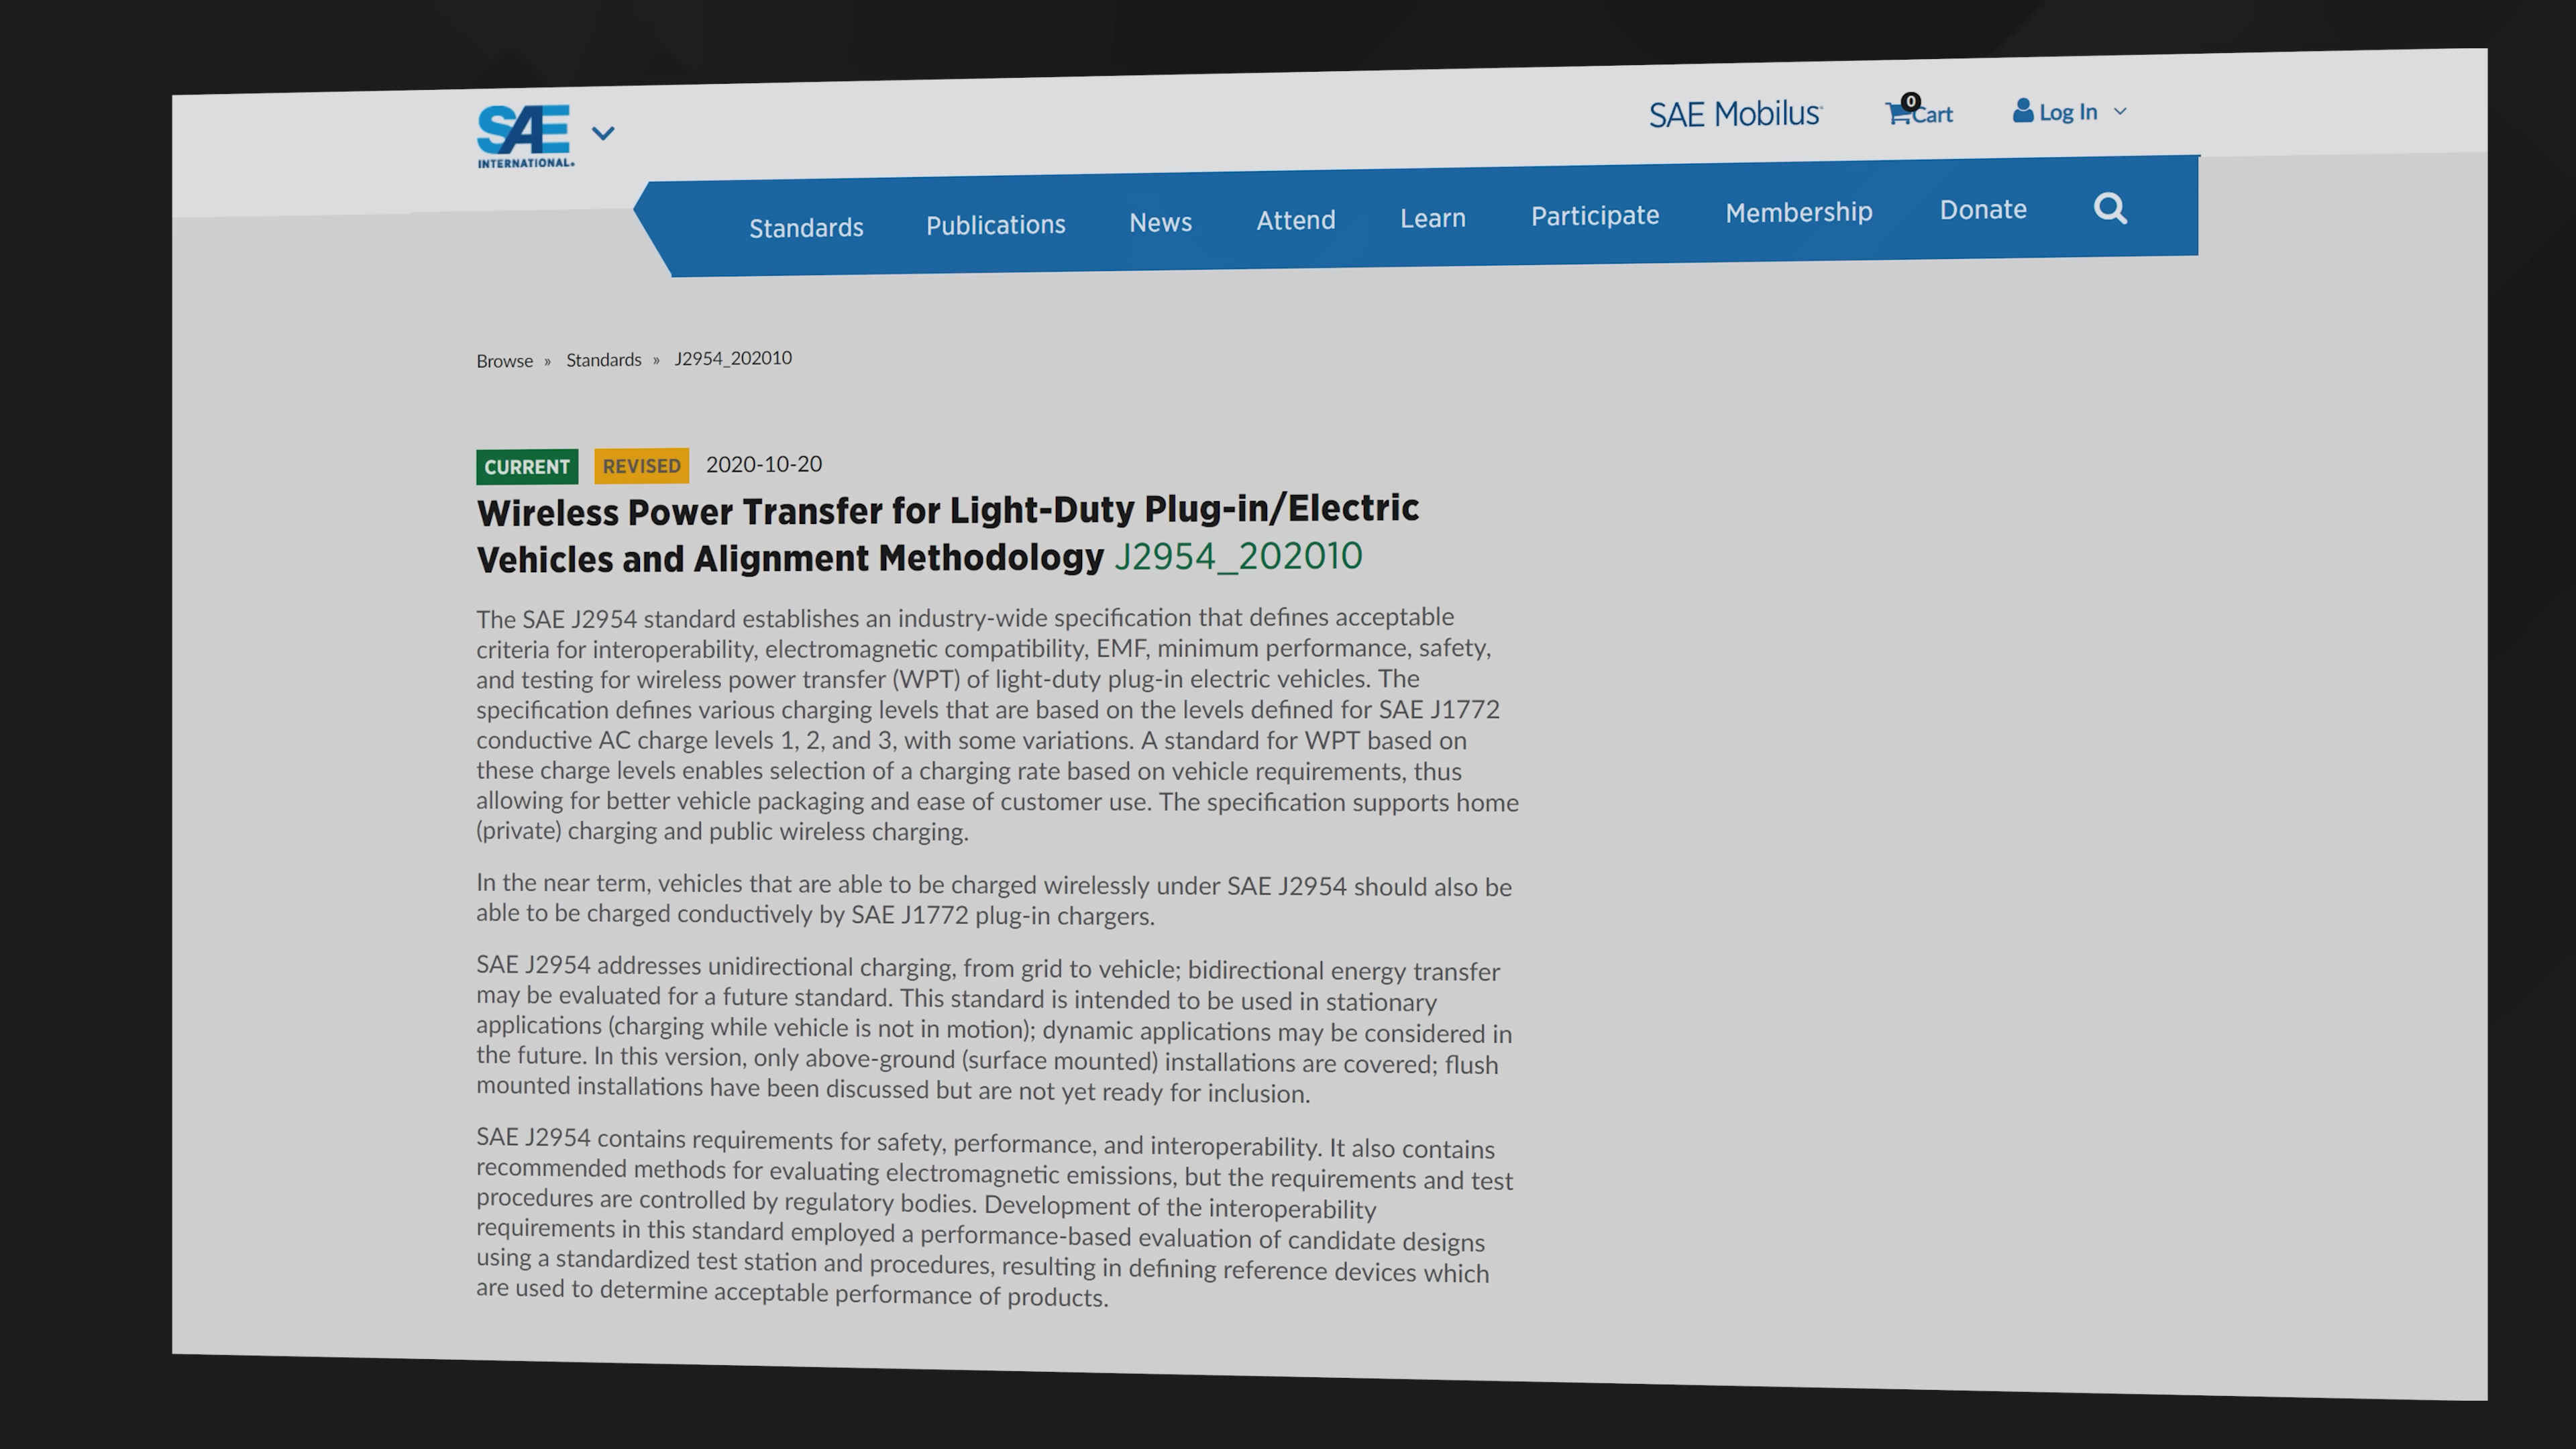 SAE
INTERNATIONAL®
SAE Mobilus
0
Cart
Log In
Standards Publications News Attend Learn Participate Membership Donate
Browse » Standards » J2954_202010
CURRENT REVISED 2020-10-20
Wireless Power Transfer for Light-Duty Plug-in/Electric
Vehicles and Alignment Methodology J2954_202010
The SAE J2954 standard establishes an industry-wide specification that defines acceptable
criteria for interoperability, electromagnetic compatibility, EMF, minimum performance, safety,
and testing for wireless power transfer (WPT) of light-duty plug-in electric vehicles. The
specification defines various charging levels that are based on the levels defined for SAE J1772
conductive AC charge levels 1, 2, and 3, with some variations. A standard for WPT based on
these charge levels enables selection of a charging rate based on vehicle requirements, thus
allowing for better vehicle packaging and ease of customer use. The specification supports home
(private) charging and public wireless charging.
In the near term, vehicles that are able to be charged wirelessly under SAE J2954 should also be
able to be charged conductively by SAE J1772 plug-in chargers.
SAE J2954 addresses unidirectional charging, from grid to vehicle; bidirectional energy transfer
may be evaluated for a future standard. This standard is intended to be used in stationary
applications (charging while vehicle is not in motion); dynamic applications may be considered in
the future. In this version, only above-ground (surface mounted) installations are covered; flush
mounted installations have been discussed but are not yet ready for inclusion.
SAE J2954 contains requirements for safety, performance, and interoperability. It also contains
recommended methods for evaluating electromagnetic emissions, but the requirements and test
procedures are controlled by regulatory bodies. Development of the interoperability
requirements in this standard employed a performance-based evaluation of candidate designs
using a standardized test station and procedures, resulting in defining reference devices which
are used to determine acceptable performance of products.